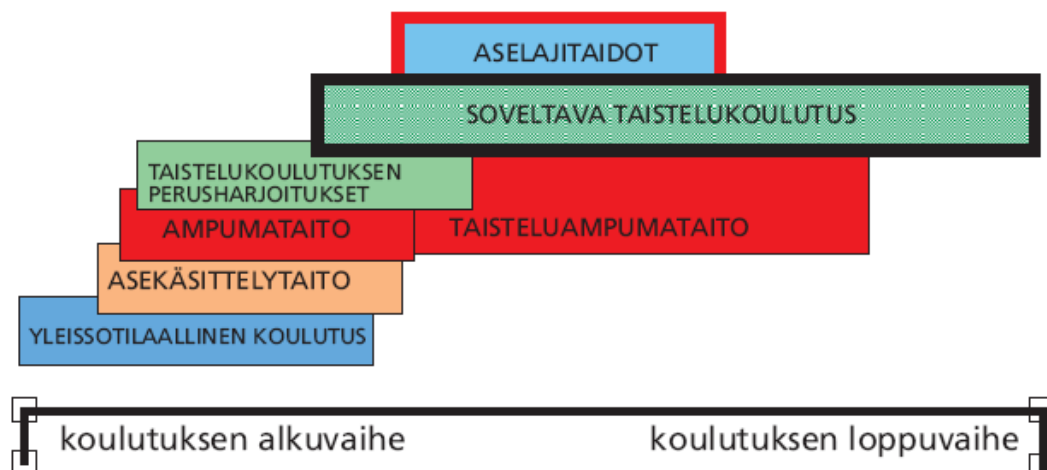 ASELAJITAIDOT
SOVELTAVA TAISTELUKOULUTUS
TAISTELUKOULUTUKSEN
PERUSHARJOITUKSET
AMPUMATAITO
TAISTELUAMPUMATAITO
ASEKÄSITTELYTAITO
YLEISSOTILAALLINEN KOULUTUS
koulutuksen alkuvaihe
koulutuksen loppuvaihe